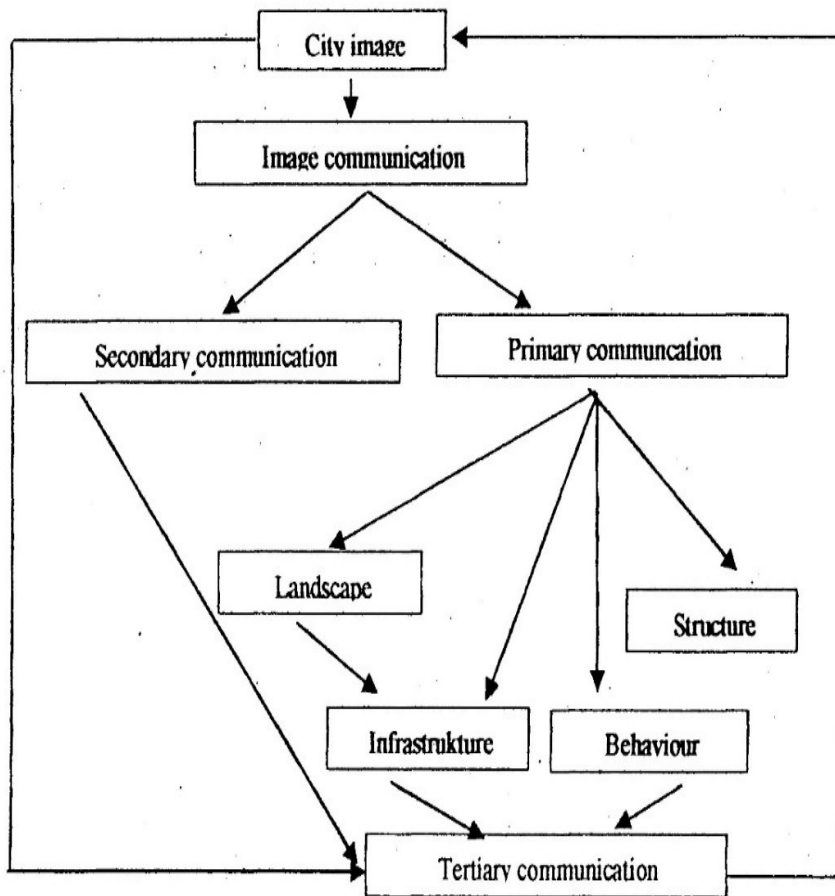 City image
Image communication
Secondary communication
Primary communcation
Landscape
Structure
Infrastrukture
Behaviour
Tertiary communication